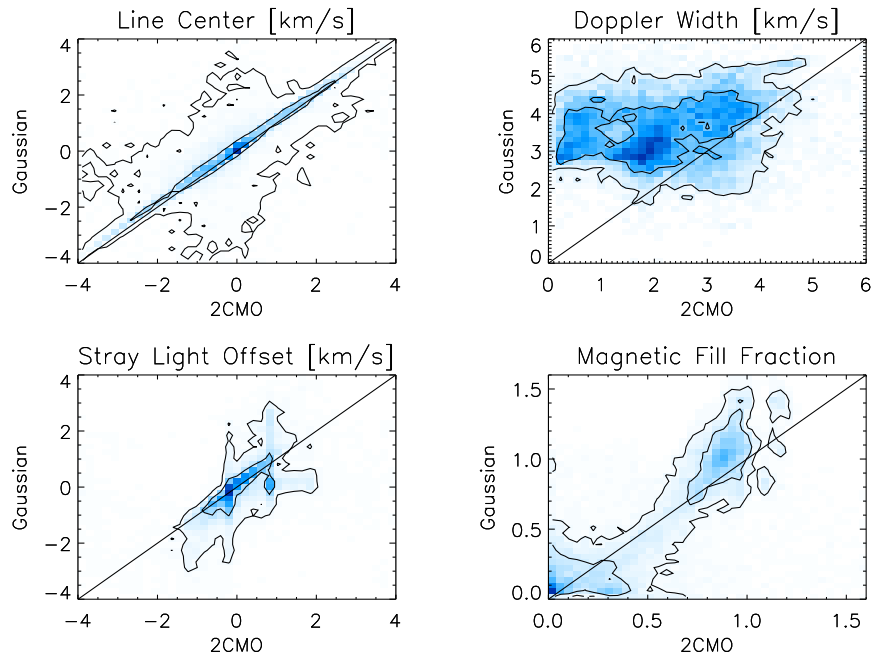 Line Center [km/s]
Doppler Width [km/s]
4
2
0
−2
−4
Gaussian
−4 −2 0 2 4
2CMO
6
5
4
3
2
1
0
Gaussian
0 1 2 3 4 5 6
2CMO
Stray Light Offset [km/s]
Magnetic Fill Fraction
4
2
0
−2
−4
Gaussian
−4 −2 0 2 4
2CMO
1.5
1.0
0.5
0.0
Gaussian
0.0 0.5 1.0 1.5
2CMO